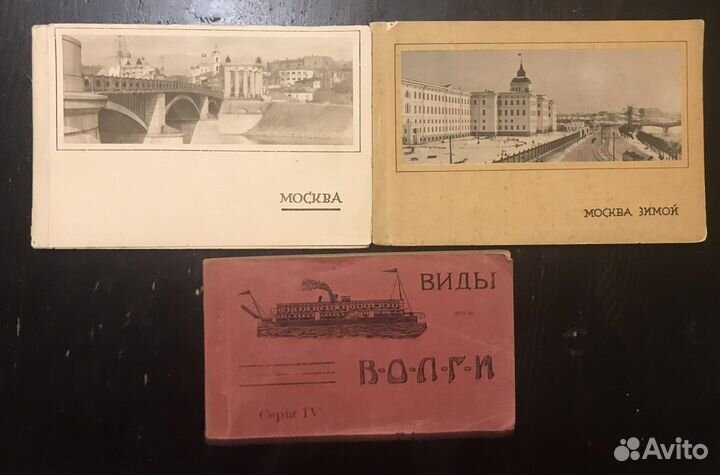 МОСКВА
МОСКВА ЗИМОЙ
ВИДЫ
В-О-Л-Г-И
Серія IV
Avito